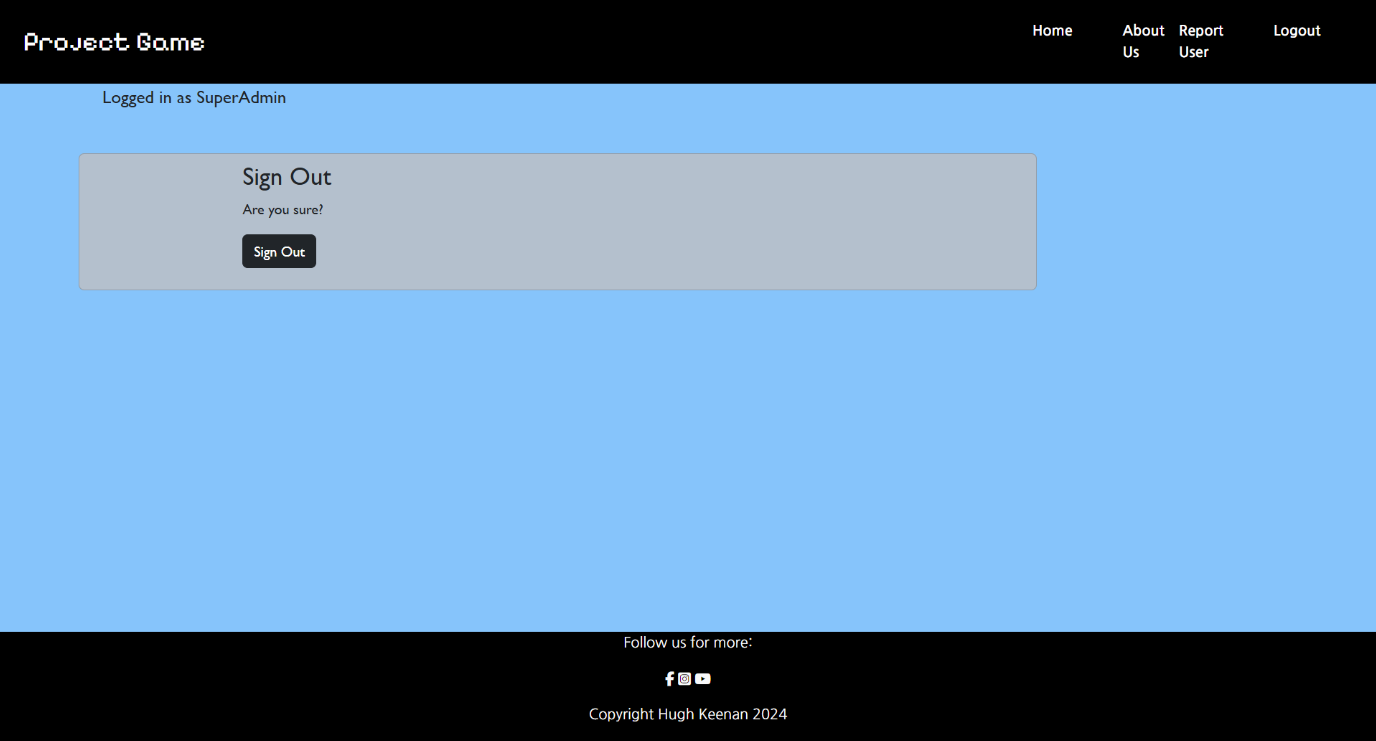 Project Game
Home
About
Us
Report
User
Logout
Logged in as SuperAdmin
Sign Out
Are you sure?
Sign Out
Follow us for more:
Copyright Hugh Keenan 2024